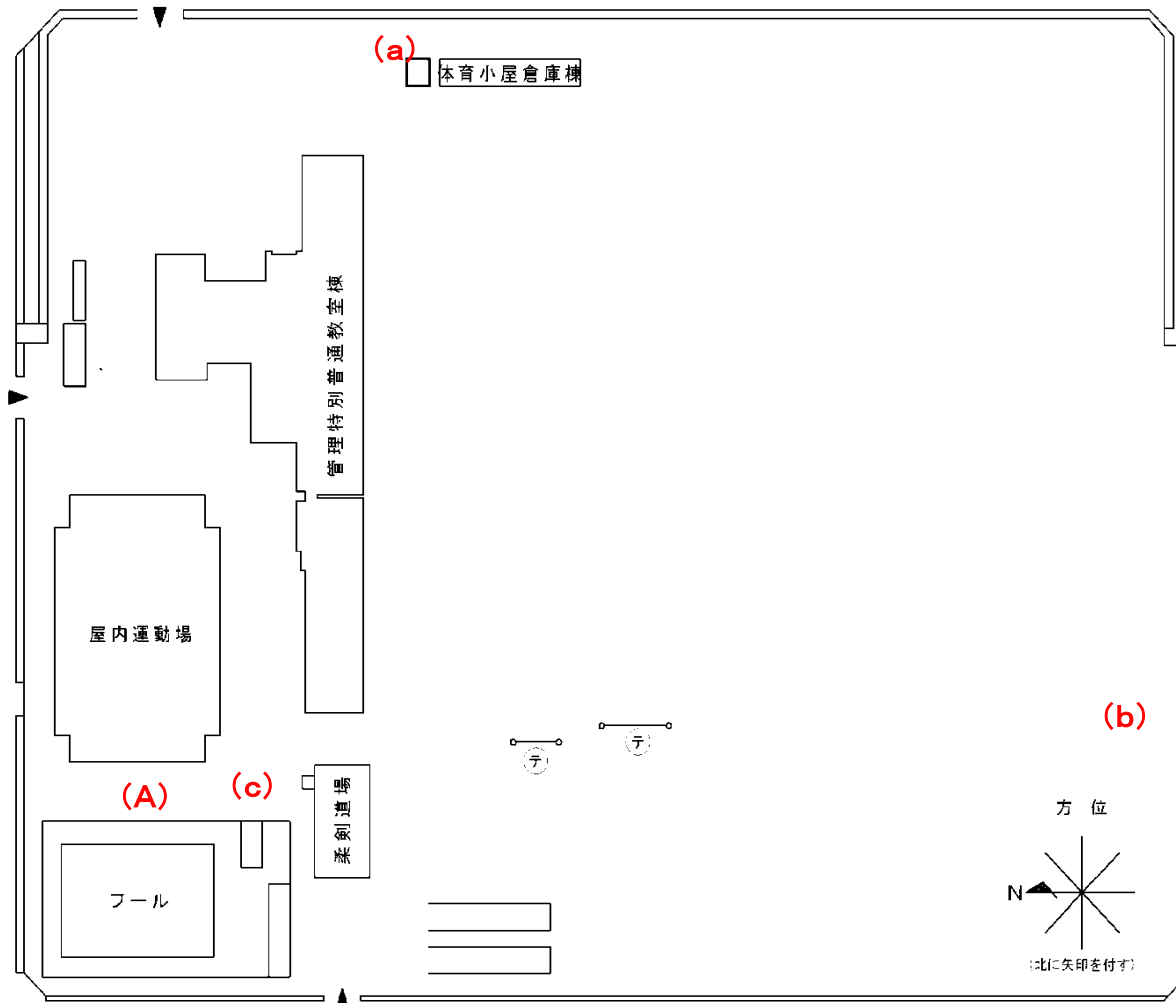 (a)
体育小屋倉庫棟
管理特別普通教室棟
屋内運動場
(b)
テ
テ
(A)
(c)
柔剣道場
プール
方位
N
(北に矢印を付す)